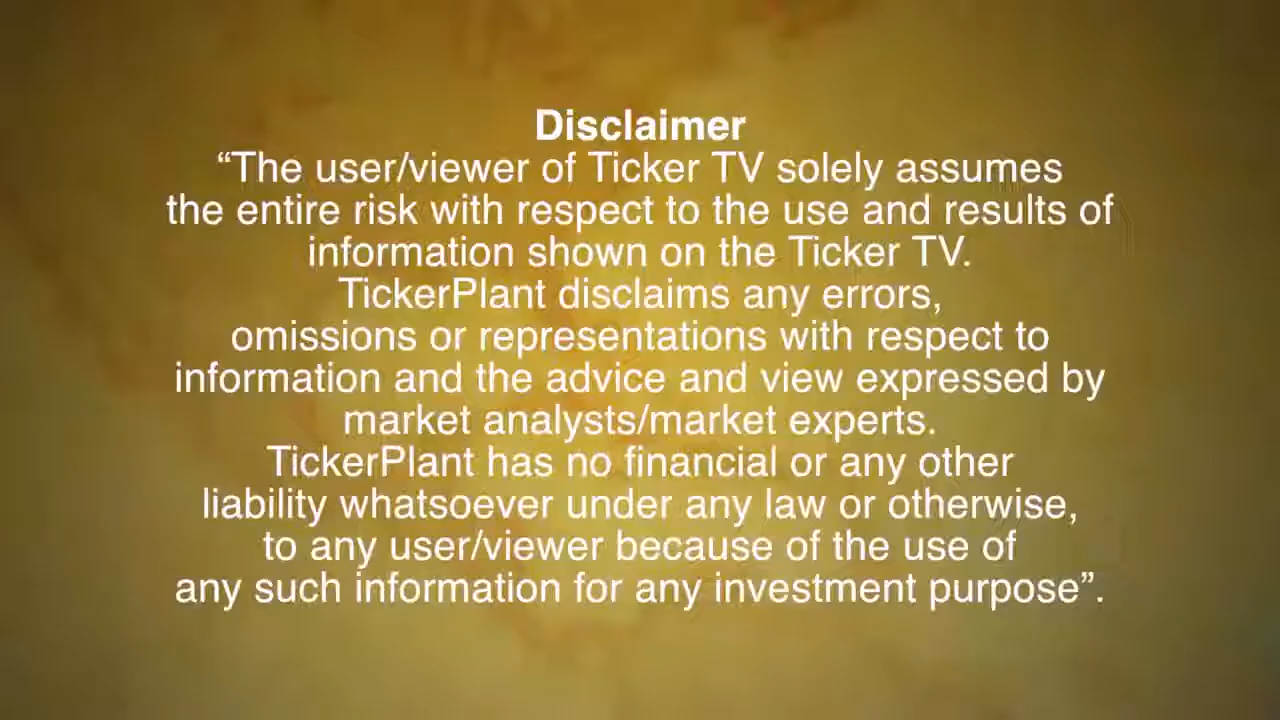 Disclaimer
“The user/viewer of Ticker TV solely assumes
the entire risk with respect to the use and results of
information shown on the Ticker TV.
TickerPlant disclaims any errors,
omissions or representations with respect to
information and the advice and view expressed by
market analysts/market experts.
TickerPlant has no financial or any other
liability whatsoever under any law or otherwise,
to any user/viewer because of the use of
any such information for any investment purpose”.